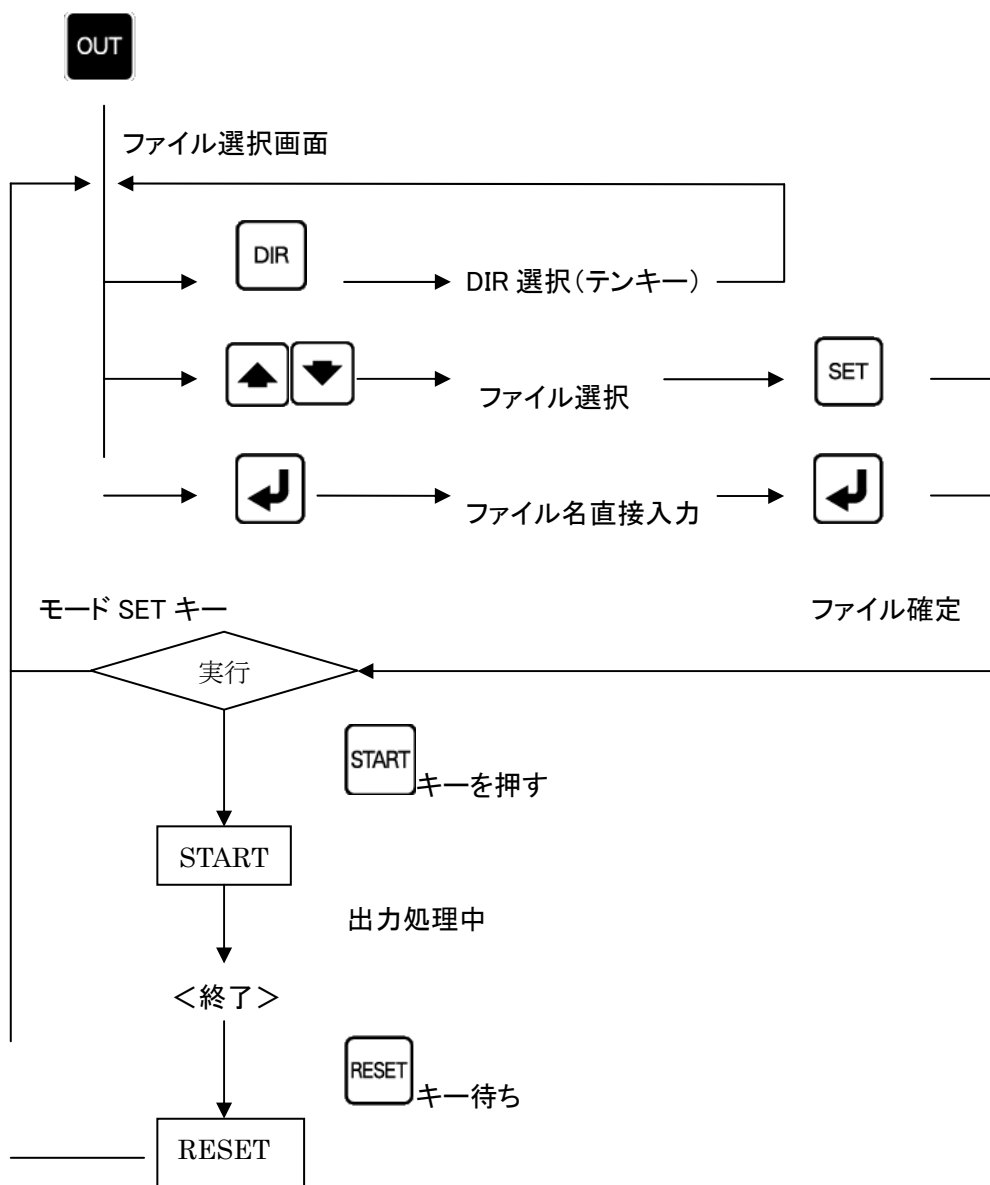 OUT
ファイル選択画面
DIR
DIR 選択（テンキー）
ファイル選択
SET
ファイル名直接入力
モード SET キー
ファイル確定
実行
START
キーを押す
START
出力処理中
＜終了＞
RESET
キー待ち
RESET